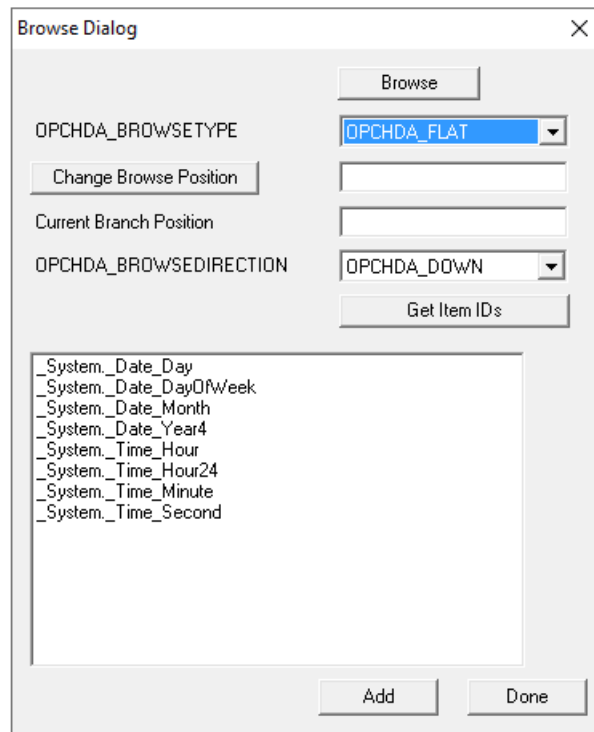 Browse Dialog
Browse
OPCHDA_BROWSETYPE OPCHDA_FLAT
Change Browse Position
Current Branch Position
OPCHDA_BROWSEDIRECTION OPCHDA_DOWN
Get Item IDs
_System._Date_Day
_System._Date_DayOfWeek
_System._Date_Month
_System._Date_Year4
_System._Time_Hour
_System._Time_Hour24
_System._Time_Minute
_System._Time_Second
Add Done